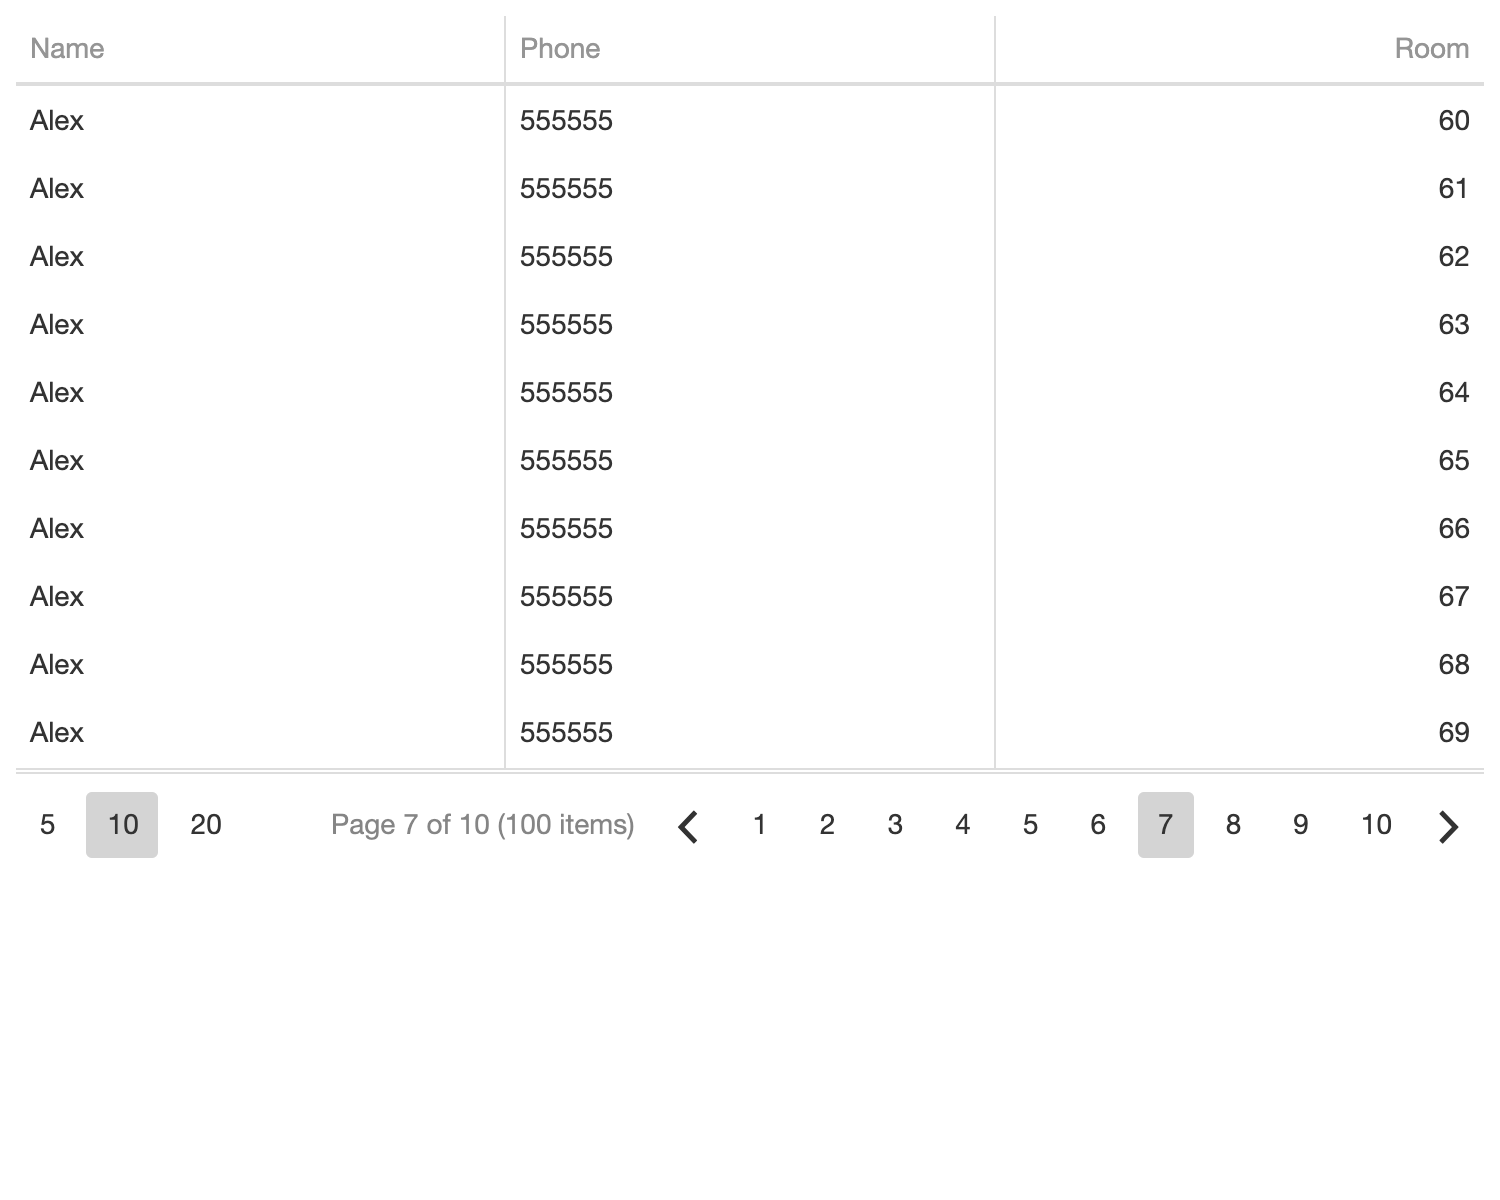 Name Phone Room
Alex 555555 60
Alex 555555 61
Alex 555555 62
Alex 555555 63
Alex 555555 64
Alex 555555 65
Alex 555555 66
Alex 555555 67
Alex 555555 68
Alex 555555 69
5 10 20 Page 7 of 10 (100 items) 1 2 3 4 5 6 7 8 9 10